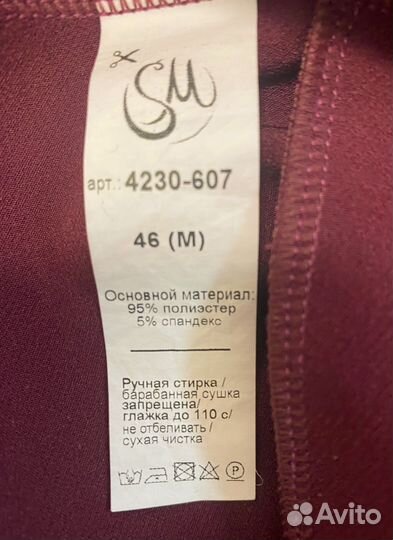 SM
арт.: 4230-607
46 (M)
Основной материал:
95% полиэстер
5% спандекс
Ручная стирка /
барабанная сушка
запрещена/
глажка до 110 с/
не отбеливать /
сухая чистка
P
Avito